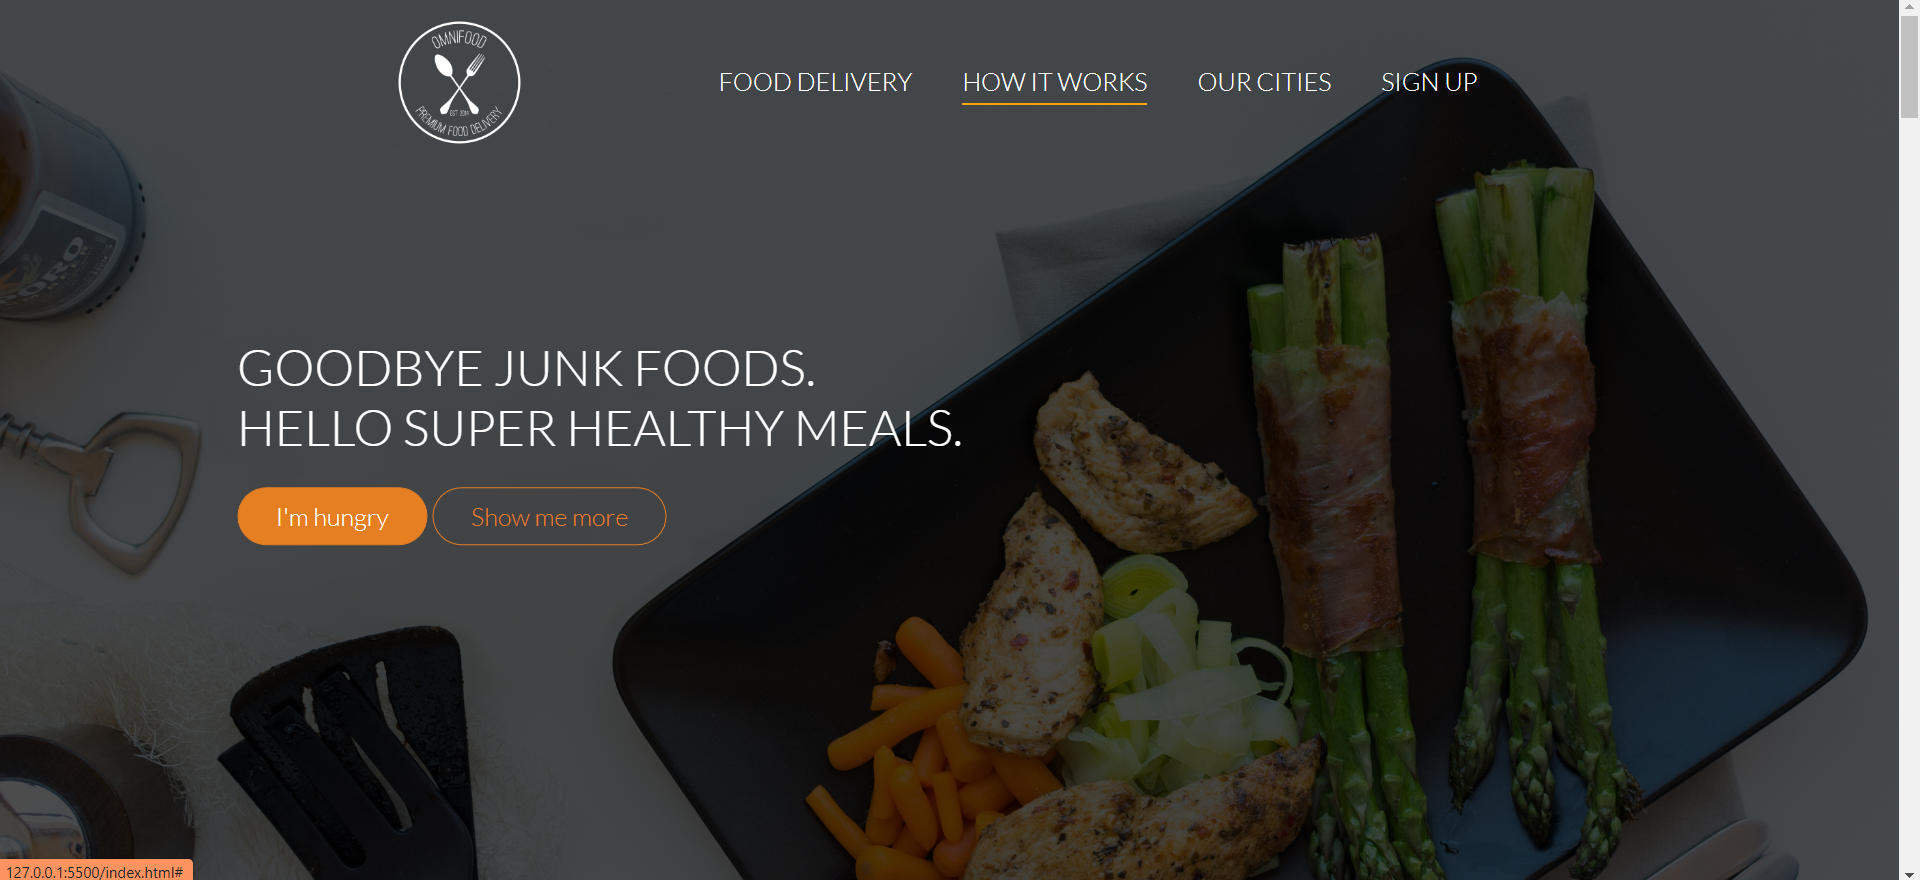 OMNIFOOD
EST 2014
PREMIUM FOOD DELIVERY
FOOD DELIVERY HOW IT WORKS OUR CITIES SIGN UP
ORO
GOODBYE JUNK FOODS.
HELLO SUPER HEALTHY MEALS.
I'm hungry Show me more
127.0.0.1:5500/index.html#